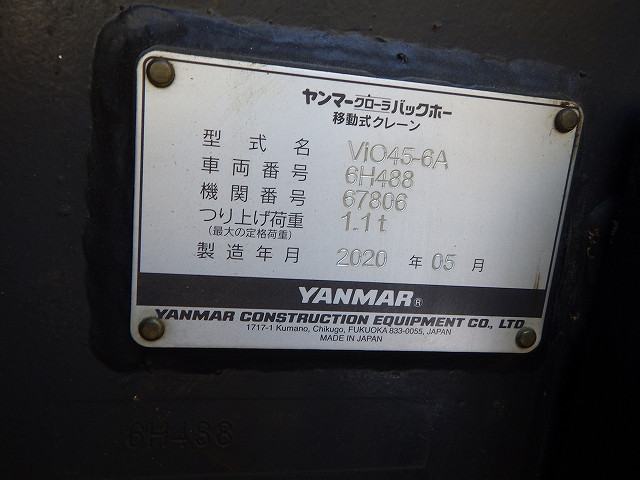 ヤンマークローラバックホー
移動式クレーン
型式名 ViO45-6A
車両番号 6H488
機関番号 67806
つり上げ荷重 1.1t
(最大の定格荷重)
製造年月 2020 年 05 月
YANMAR®
YANMAR CONSTRUCTION EQUIPMENT CO., LTD
1717-1 Kumano, Chikugo, FUKUOKA 833-0055, JAPAN
MADE IN JAPAN
6H488